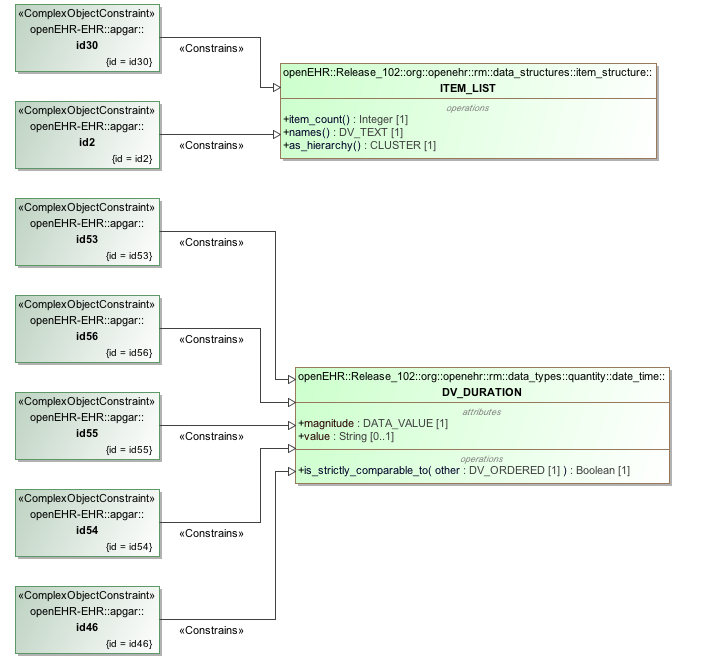 «ComplexObjectConstraint»
openEHR-EHR::apgar::
id30
{id = id30}
«Constrains»
openEHR::Release_102::org::openehr::rm::data_structures::item_structure::
ITEM_LIST
operations
+item_count() : Integer [1]
+names() : DV_TEXT [1]
+as_hierarchy() : CLUSTER [1]
«ComplexObjectConstraint»
openEHR-EHR::apgar::
id2
{id = id2}
«Constrains»
«ComplexObjectConstraint»
openEHR-EHR::apgar::
id53
{id = id53}
«Constrains»
«ComplexObjectConstraint»
openEHR-EHR::apgar::
id56
{id = id56}
«Constrains»
openEHR::Release_102::org::openehr::rm::data_types::quantity::date_time::
DV_DURATION
attributes
+magnitude : DATA_VALUE [1]
+value : String [0..1]
operations
+is_strictly_comparable_to( other : DV_ORDERED [1] ) : Boolean [1]
«ComplexObjectConstraint»
openEHR-EHR::apgar::
id55
{id = id55}
«Constrains»
«ComplexObjectConstraint»
openEHR-EHR::apgar::
id54
{id = id54}
«Constrains»
«ComplexObjectConstraint»
openEHR-EHR::apgar::
id46
{id = id46}
«Constrains»